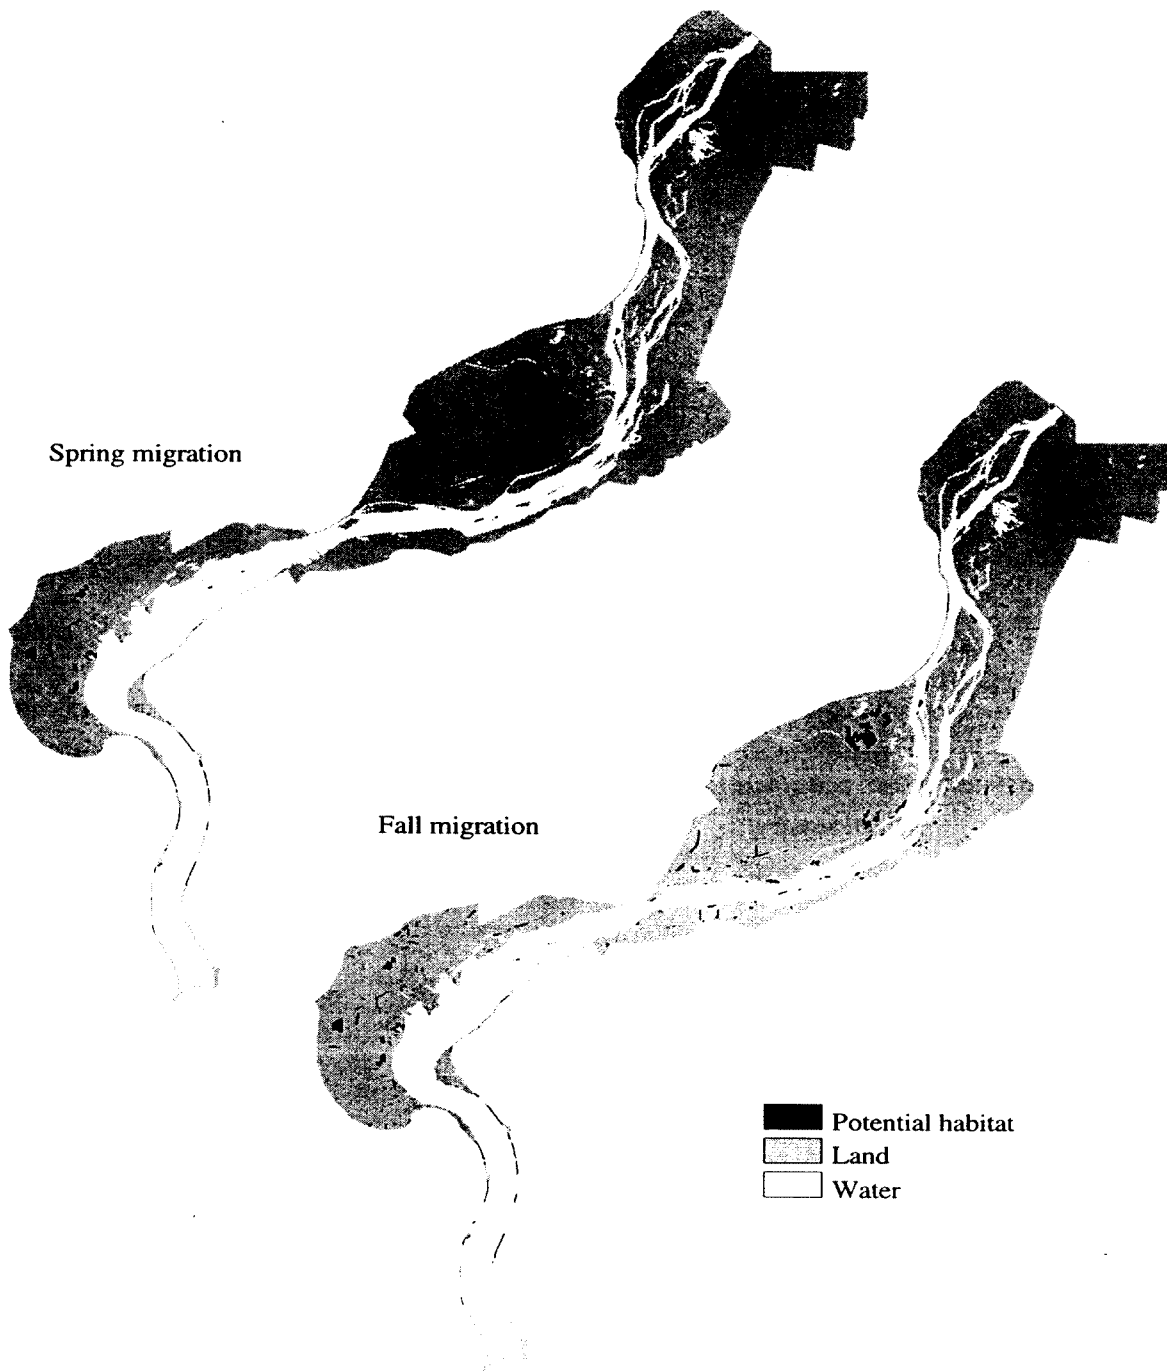 Spring migration
Fall migration
Potential habitat
Land
Water